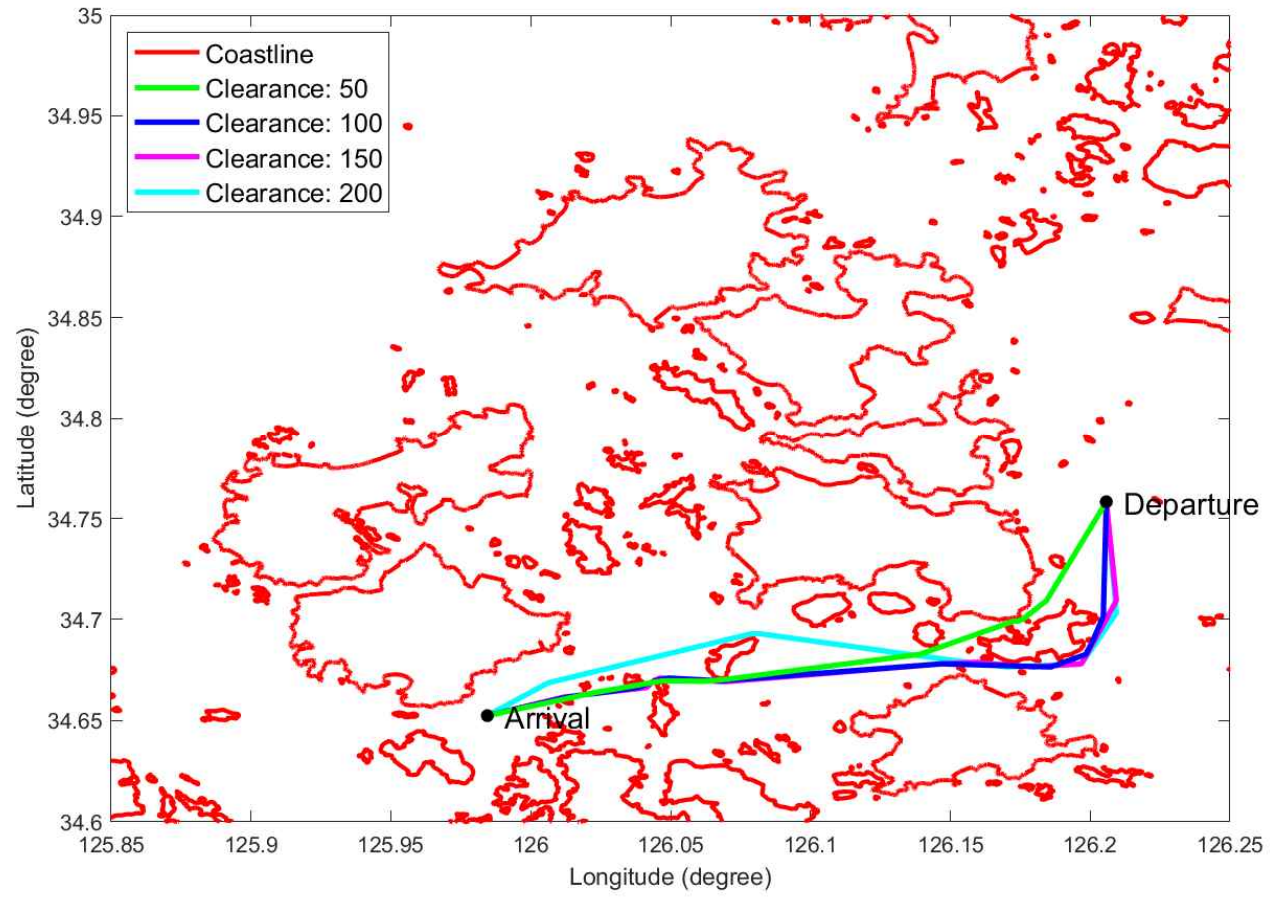 35
34.95
34.9
34.85
34.8
34.75
34.7
34.65
34.6
Latitude (degree)
Coastline
Clearance: 50
Clearance: 100
Clearance: 150
Clearance: 200
Departure
Arrival
125.85 125.9 125.95 126 126.05 126.1 126.15 126.2 126.25
Longitude (degree)